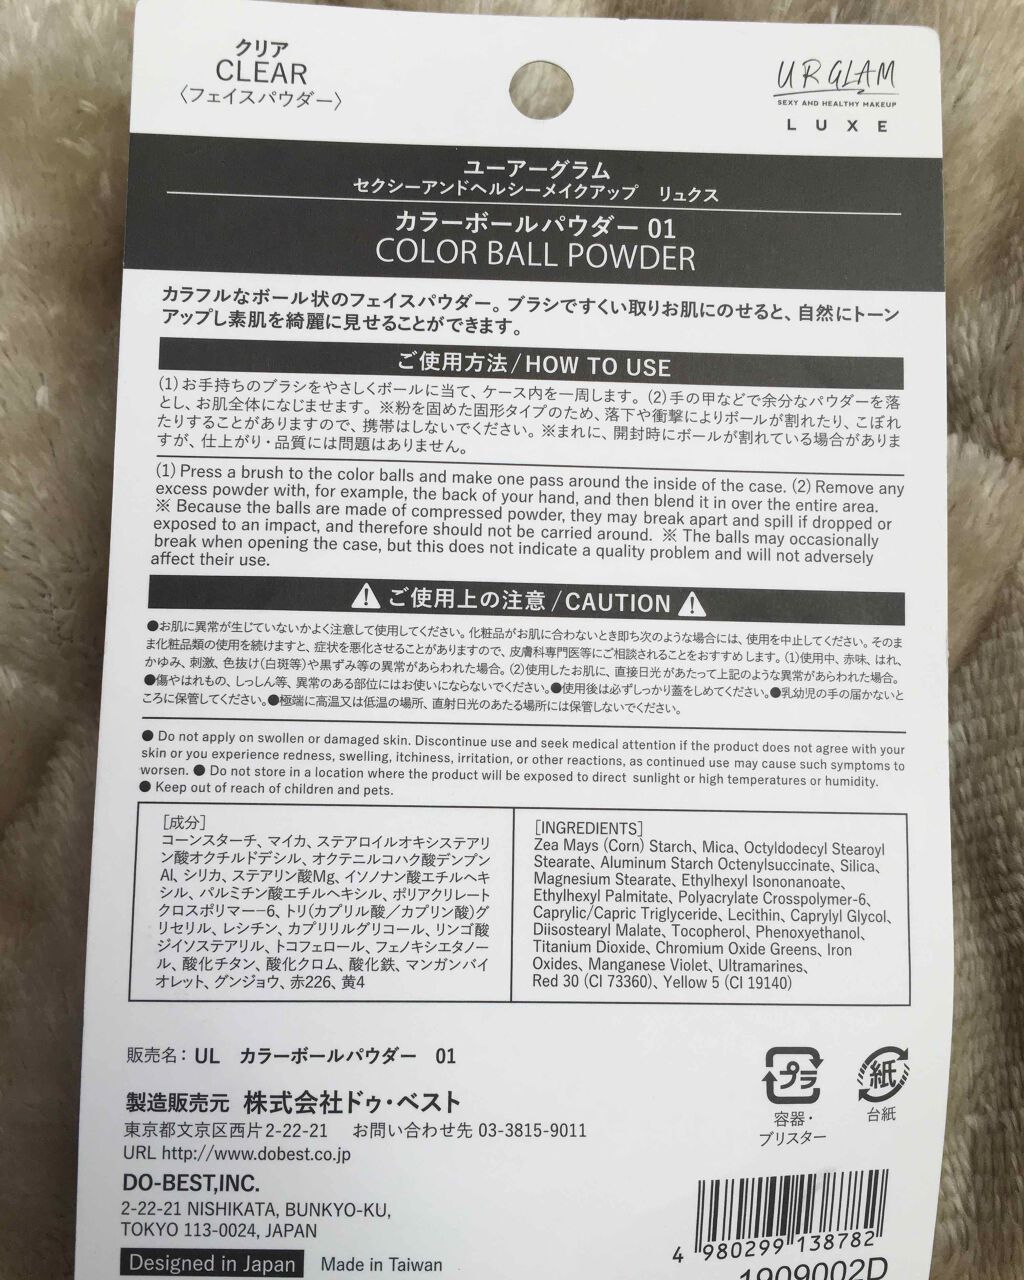 クリア
CLEAR
〈フェイスパウダー〉
UR GLAM
SEXY AND HEALTHY MAKEUP
LUXE
ユーアーグラム
セクシーアンドヘルシーメイクアップ　リュクス
カラーボールパウダー 01
COLOR BALL POWDER
カラフルなボール状のフェイスパウダー。ブラシですくい取りお肌にのせると、自然にトーン
アップし素肌を綺麗に見せることができます。
ご使用方法/HOW TO USE
(1)お手持ちのブラシをやさしくボールに当て、ケース内を一周します。(2)手の甲などで余分なパウダーを落
とし、お肌全体になじませます。※粉を固めた固形タイプのため、落下や衝撃によりボールが割れたり、こぼれ
たりすることがありますので、携帯はしないでください。※まれに、開封時にボールが割れている場合がありま
すが、仕上がり・品質には問題はありません。
(1) Press a brush to the color balls and make one pass around the inside of the case. (2) Remove any
excess powder with, for example, the back of your hand, and then blend it in over the entire area.
※ Because the balls are made of compressed powder, they may break apart and spill if dropped or
exposed to an impact, and therefore should not be carried around. ※ The balls may occasionally
break when opening the case, but this does not indicate a quality problem and will not adversely
affect their use.
⚠ご使用上の注意/CAUTION⚠
●お肌に異常が生じていないかよく注意して使用してください。化粧品がお肌に合わないとき即ち次のような場合には、使用を中止してください。そのま
ま化粧品類の使用を続けますと、症状を悪化させることがありますので、皮膚科専門医等にご相談されることをおすすめします。(1)使用中、赤味、はれ、
かゆみ、刺激、色抜け(白斑等)や黒ずみ等の異常があらわれた場合。(2)使用したお肌に、直接日光があたって上記のような異常があらわれた場合。
●傷やはれもの、しっしん等、異常のある部位にはお使いにならないでください。●使用後は必ずしっかり蓋をしめてください。●乳幼児の手の届かないと
ころに保管してください。●極端に高温又は低温の場所、直射日光のあたる場所には保管しないでください。
● Do not apply on swollen or damaged skin. Discontinue use and seek medical attention if the product does not agree with your
skin or you experience redness, swelling, itchiness, irritation, or other reactions, as continued use may cause such symptoms to
worsen. ● Do not store in a location where the product will be exposed to direct sunlight or high temperatures or humidity.
● Keep out of reach of children and pets.
[成分]
コーンスターチ、マイカ、ステアロイルオキシステアリ
ン酸オクチルドデシル、オクテニルコハク酸デンプン
Al、シリカ、ステアリン酸Mg、イソノナン酸エチルヘキ
シル、パルミチン酸エチルヘキシル、ポリアクリレート
クロスポリマー-6、トリ(カプリル酸/カプリン酸)グ
リセリル、レシチン、カプリリルグリコール、リンゴ酸
ジイソステアリル、トコフェロール、フェノキシエタノー
ル、酸化チタン、酸化クロム、酸化鉄、マンガンバイ
オレット、グンジョウ、赤226、黄4
[INGREDIENTS]
Zea Mays (Corn) Starch、Mica、Octyldodecyl Stearoyl
Stearate、Aluminum Starch Octenylsuccinate、Silica、
Magnesium Stearate、Ethylhexyl Isononanoate、
Ethylhexyl Palmitate、Polyacrylate Crosspolymer-6、
Caprylic/Capric Triglyceride、Lecithin、Caprylyl Glycol、
Diisostearyl Malate、Tocopherol、Phenoxyethanol、
Titanium Dioxide、Chromium Oxide Greens、Iron
Oxides、Manganese Violet、Ultramarines、
Red 30 (CI 73360)、Yellow 5 (CI 19140)
販売名：UL　カラーボールパウダー　01
製造販売元 株式会社ドゥ・ベスト
東京都文京区西片2-22-21　お問い合わせ先 03-3815-9011
URL http://www.dobest.co.jp
DO-BEST,INC.
2-22-21 NISHIKATA, BUNKYO-KU,
TOKYO 113-0024, JAPAN
Designed in Japan Made in Taiwan
プラ
容器・
ブリスター
紙
台紙
4 980299 138782
1909002D